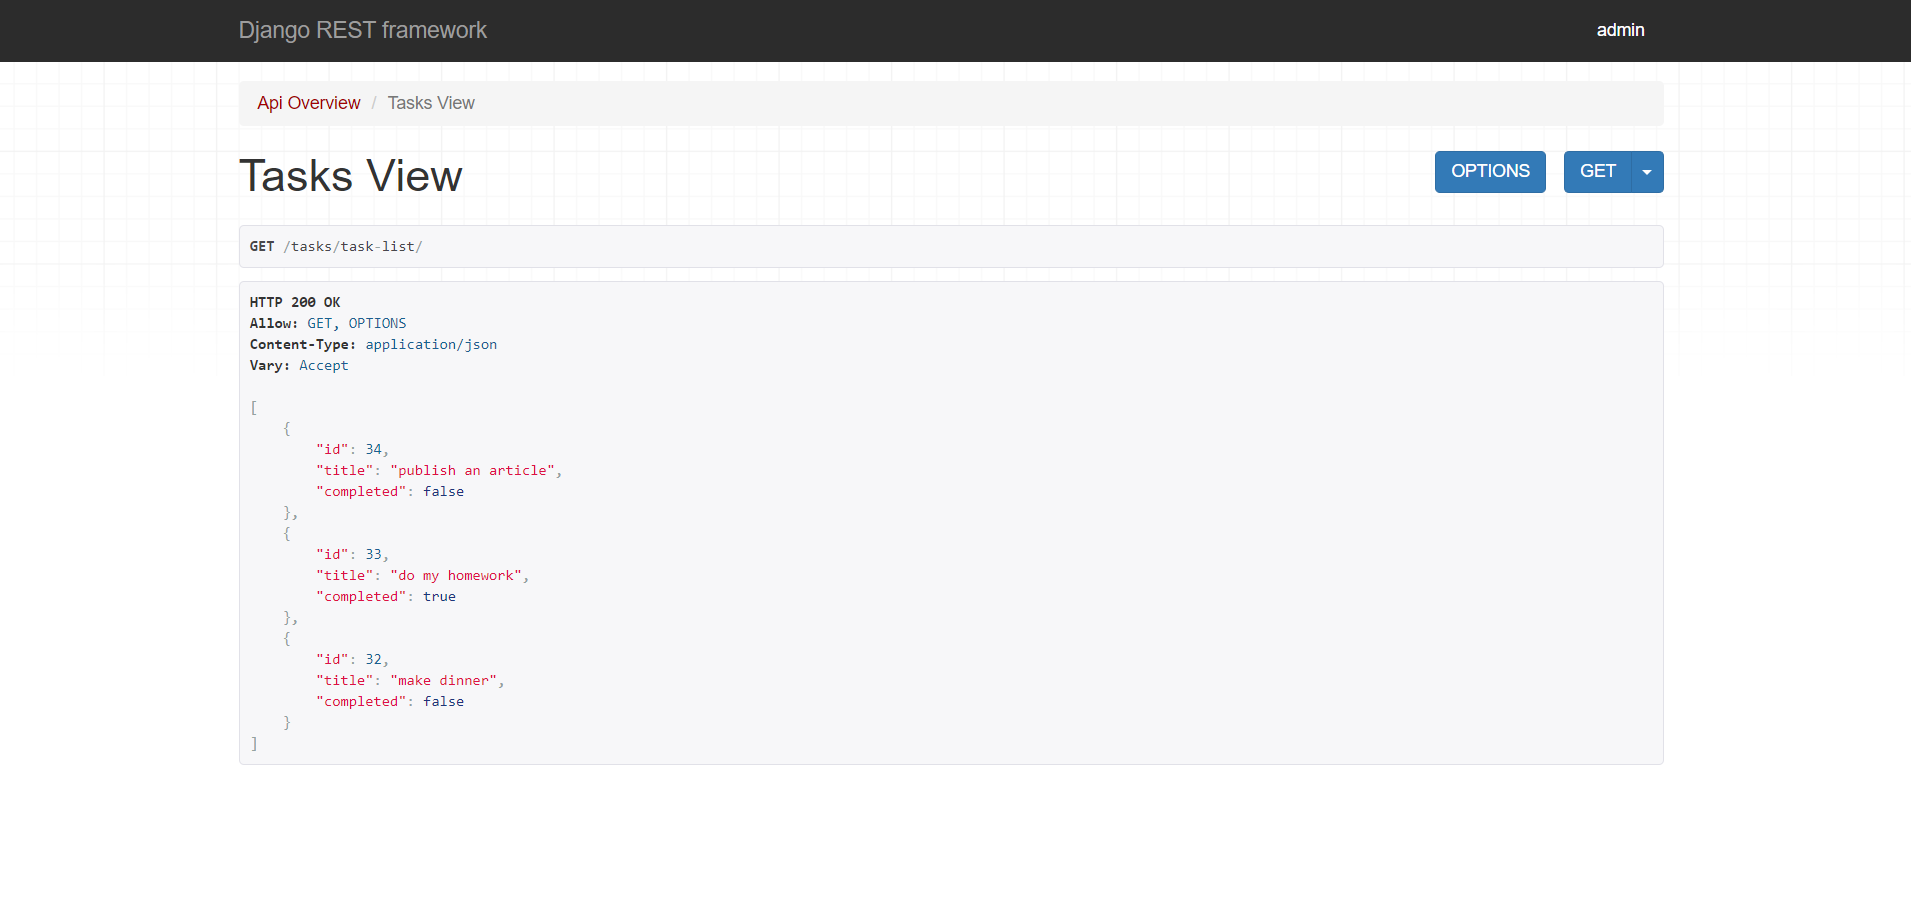 Django REST framework
admin
Api Overview / Tasks View
Tasks View
OPTIONS
GET
GET /tasks/task-list/
HTTP 200 OK
Allow: GET, OPTIONS
Content-Type: application/json
Vary: Accept
[
    {
        "id": 34,
        "title": "publish an article",
        "completed": false
    },
    {
        "id": 33,
        "title": "do my homework",
        "completed": true
    },
    {
        "id": 32,
        "title": "make dinner",
        "completed": false
    }
]